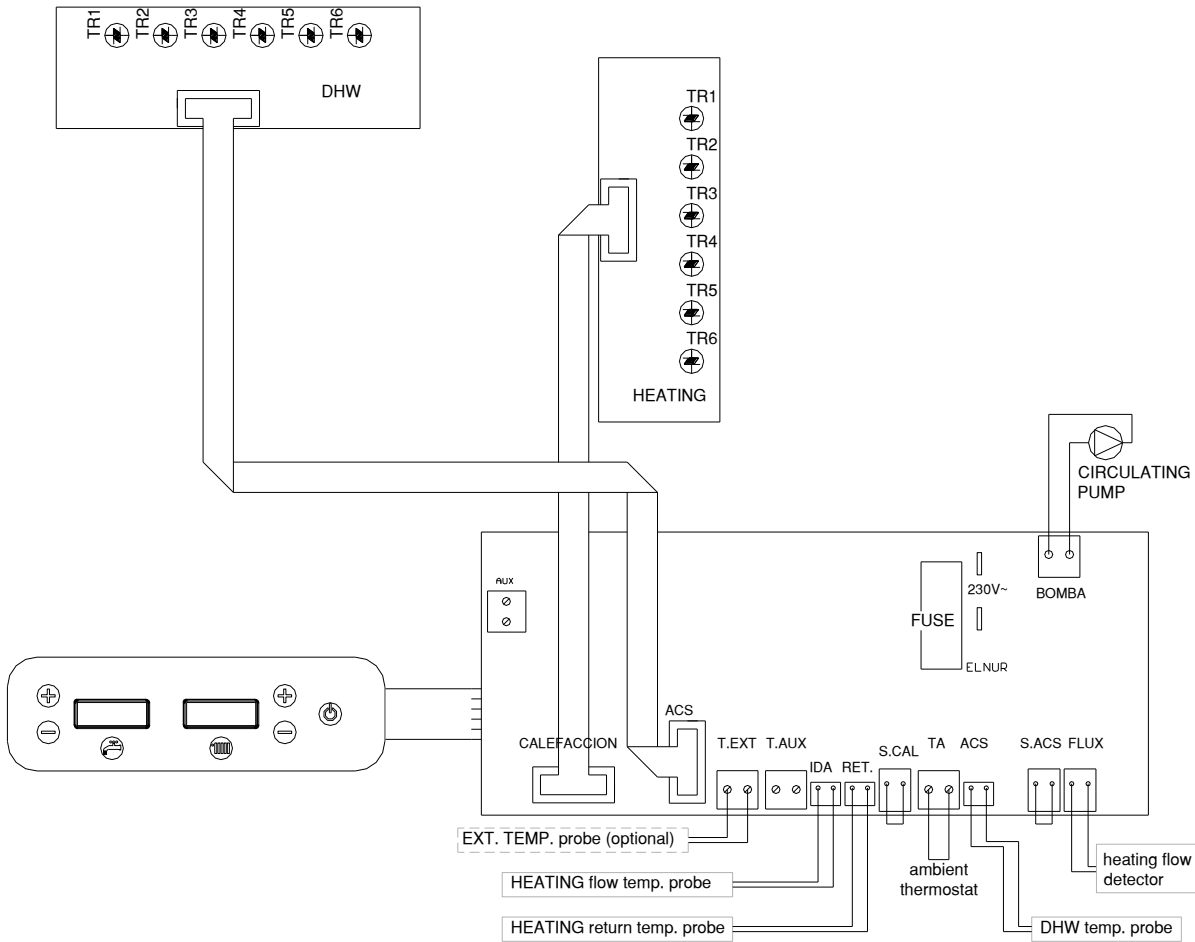 TR1 TR2 TR3 TR4 TR5 TR6
DHW
TR1
TR2
TR3
TR4
TR5
TR6
HEATING
CIRCULATING
PUMP
AUX
FUSE
230V~
BOMBA
ELNUR
CALEFACCION
ACS
T.EXT T.AUX
IDA RET.
S.CAL
TA ACS
S.ACS FLUX
EXT. TEMP. probe (optional)
HEATING flow temp. probe
HEATING return temp. probe
ambient
thermostat
heating flow
detector
DHW temp. probe